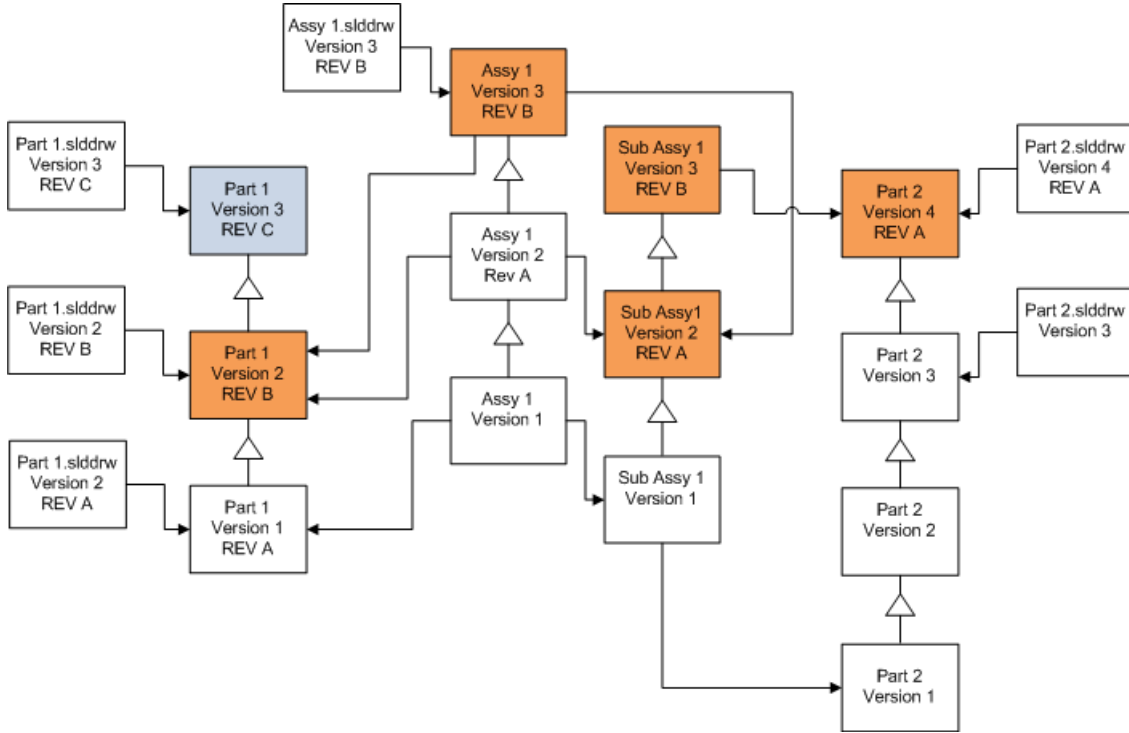 Assy 1.slddrw
Version 3
REV B
Assy 1
Version 3
REV B
Part 1.slddrw
Version 3
REV C
Part 1
Version 3
REV C
Sub Assy 1
Version 3
REV B
Part 2
Version 4
REV A
Part 2.slddrw
Version 4
REV A
Assy 1
Version 2
Rev A
Part 1.slddrw
Version 2
REV B
Part 1
Version 2
REV B
Sub Assy1
Version 2
REV A
Part 2
Version 3
Part 2.slddrw
Version 3
Assy 1
Version 1
Part 1.slddrw
Version 2
REV A
Part 1
Version 1
REV A
Sub Assy 1
Version 1
Part 2
Version 2
Part 2
Version 1